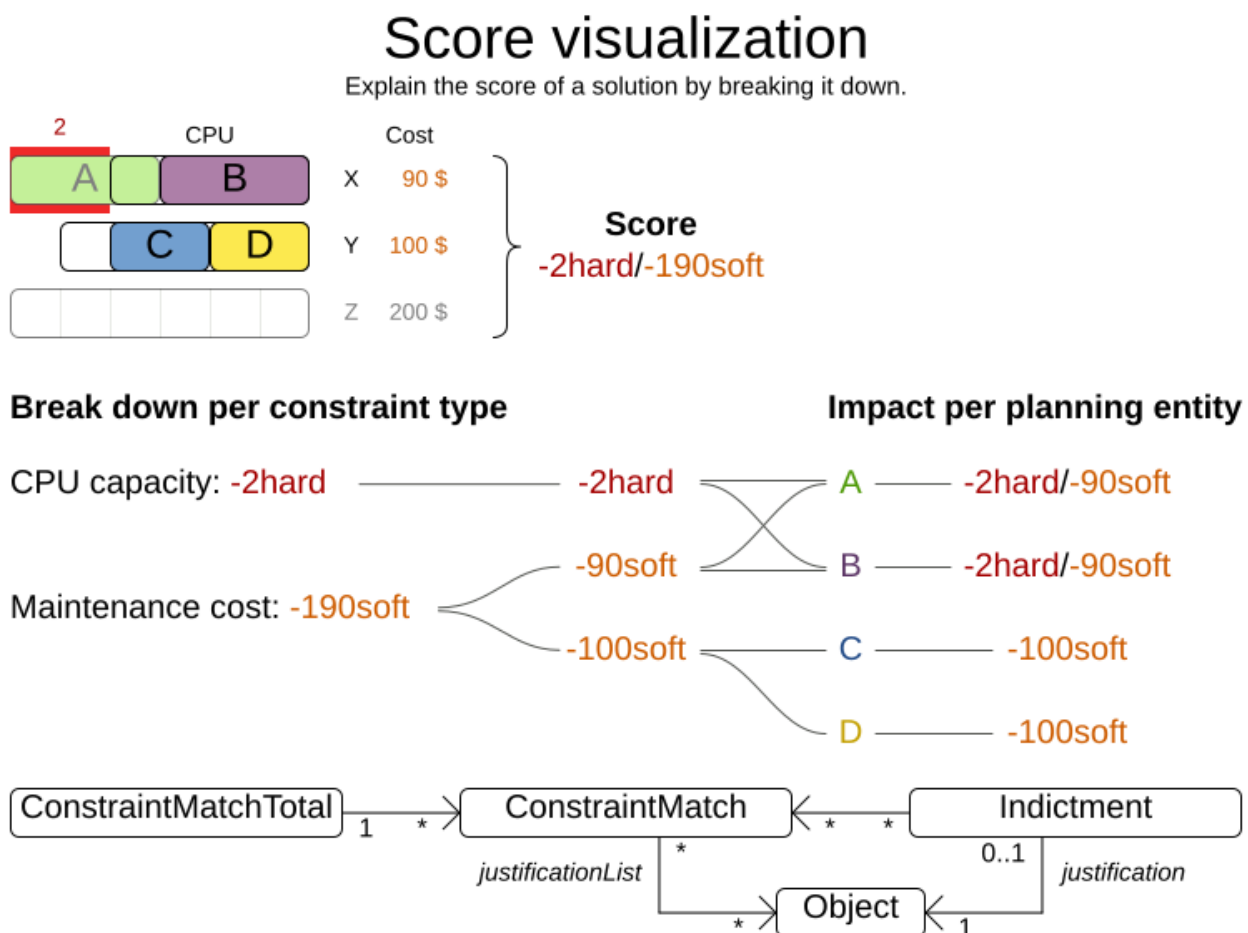 Score visualization
Explain the score of a solution by breaking it down.
2 CPU Cost
A B X 90 $
C D Y 100 $
Z 200 $
Score
-2hard/-190soft
Break down per constraint type Impact per planning entity
CPU capacity: -2hard -2hard A -2hard/-90soft
-90soft B -2hard/-90soft
Maintenance cost: -190soft
-100soft C -100soft
D -100soft
ConstraintMatchTotal 1 * ConstraintMatch * * Indictment
* 0..1
justificationList justification
* Object 1